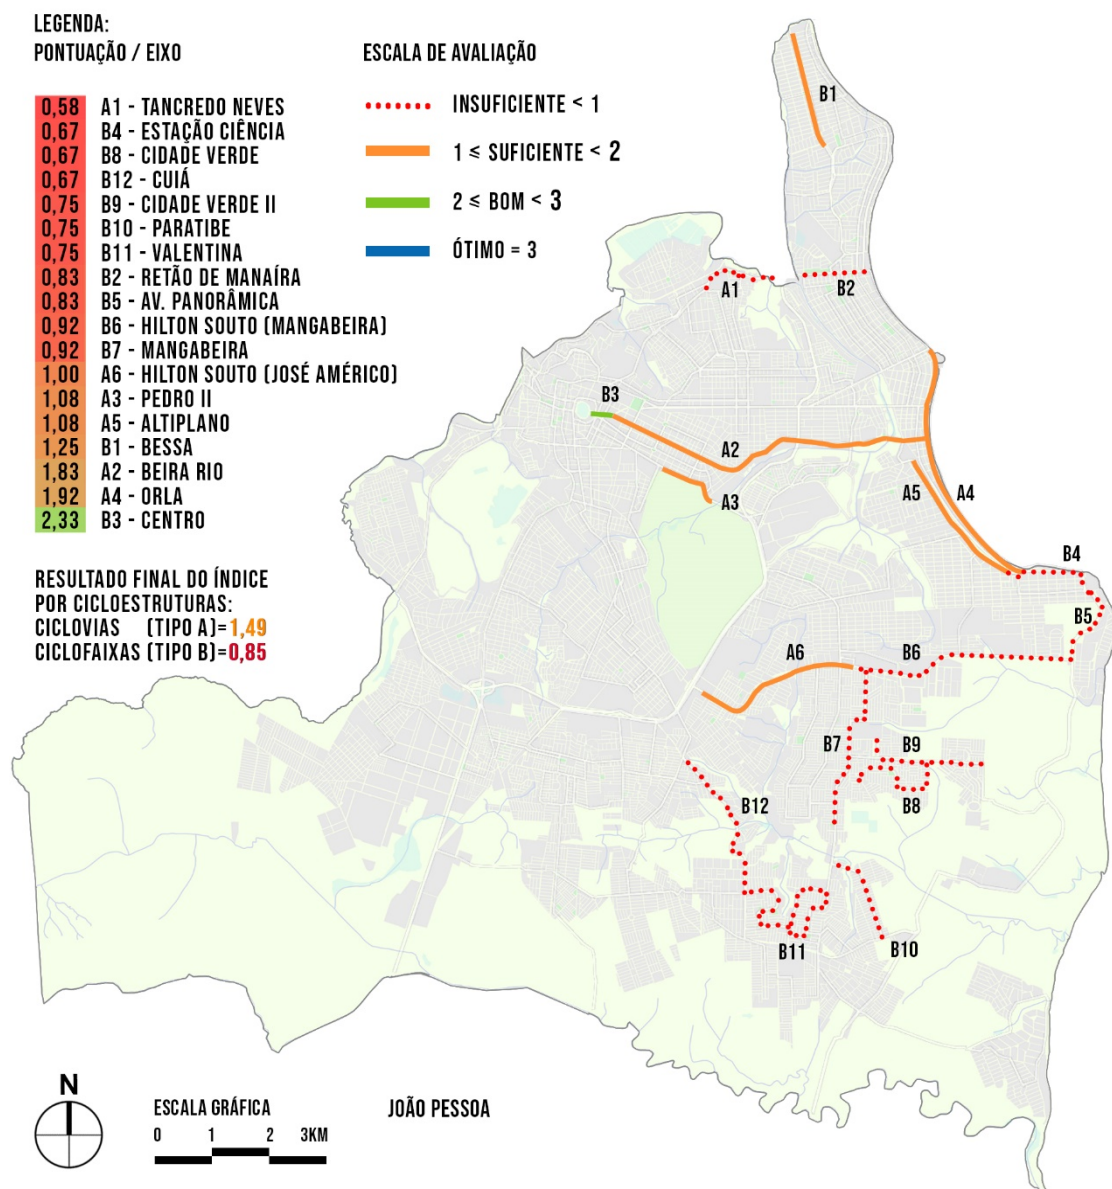 LEGENDA:
PONTUAÇÃO / EIXO
0,58 A1 - TANCREDO NEVES
0,67 B4 - ESTAÇÃO CIÊNCIA
0,67 B8 - CIDADE VERDE
0,67 B12 - CUIÁ
0,75 B9 - CIDADE VERDE II
0,75 B10 - PARATIBE
0,75 B11 - VALENTINA
0,83 B2 - RETÃO DE MANAÍRA
0,83 B5 - AV. PANORÂMICA
0,92 B6 - HILTON SOUTO (MANGABEIRA)
0,92 B7 - MANGABEIRA
1,00 A6 - HILTON SOUTO (JOSÉ AMÉRICO)
1,08 A3 - PEDRO II
1,08 A5 - ALTIPLANO
1,25 B1 - BESSA
1,83 A2 - BEIRA RIO
1,92 A4 - ORLA
2,33 B3 - CENTRO
RESULTADO FINAL DO ÍNDICE
POR CICLOESTRUTURAS:
CICLOVIAS (TIPO A)=1,49
CICLOFAIXAS (TIPO B)=0,85
ESCALA DE AVALIAÇÃO
INSUFICIENTE < 1
1 ≤ SUFICIENTE < 2
2 ≤ BOM < 3
ÓTIMO = 3
B1
A1
B2
B3
A2
A3
A5
A4
B4
B5
A6
B6
B7
B9
B8
B12
B11
B10
N
ESCALA GRÁFICA
0 1 2 3KM
JOÃO PESSOA